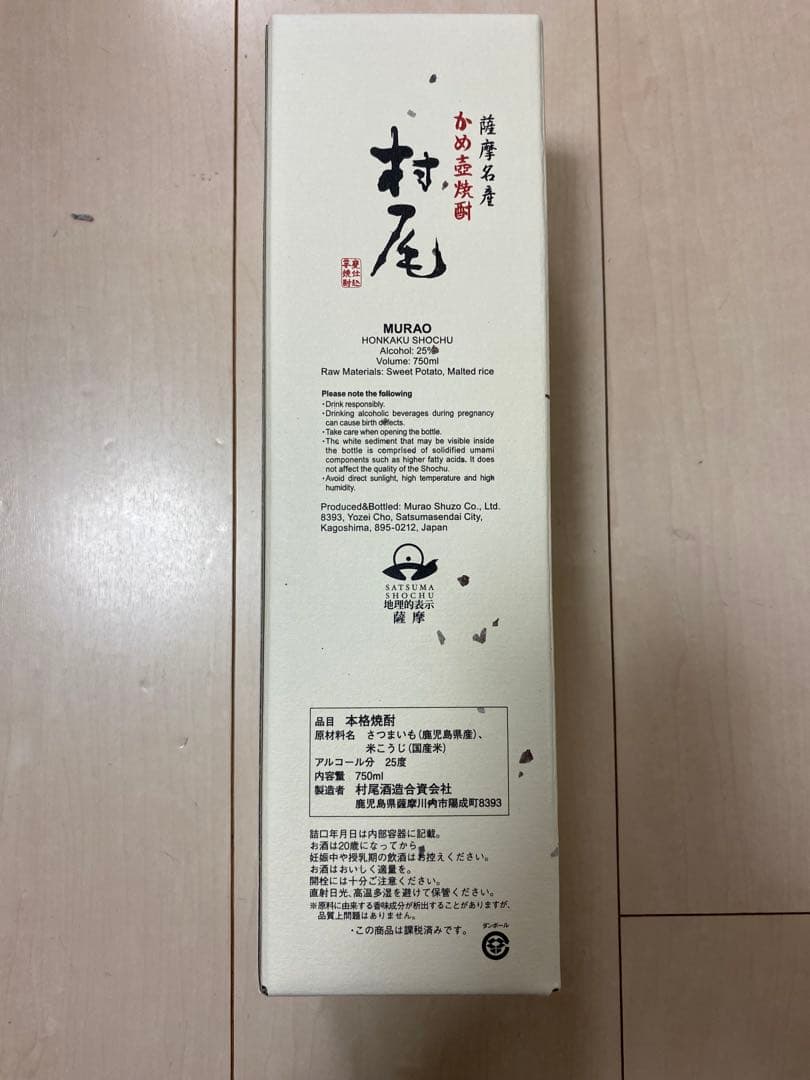 薩摩名産
かめ壺焼酎
村尾
甕仕込
芋焼酎
MURAO
HONKAKU SHOCHU
Alcohol: 25%
Volume: 750ml
Raw Materials: Sweet Potato, Malted rice
Please note the following
・Drink responsibly.
・Drinking alcoholic beverages during pregnancy
can cause birth defects.
・Take care when opening the bottle.
・The white sediment that may be visible inside
the bottle is comprised of solidified umami
components such as higher fatty acids. It does
not affect the quality of the Shochu.
・Avoid direct sunlight, high temperature and high
humidity.
Produced&Bottled: Murao Shuzo Co., Ltd.
8393, Yozei Cho, Satsumasendai City,
Kagoshima, 895-0212, Japan
SATSUMA
SHOCHU
地理的表示
薩摩
品目 本格焼酎
原材料名 さつまいも(鹿児島県産)、
米こうじ(国産米)
アルコール分 25度
内容量 750ml
製造者 村尾酒造合資会社
鹿児島県薩摩川内市陽成町8393
詰口年月日は内部容器に記載。
お酒は20歳になってから。
妊娠中や授乳期の飲酒はお控えください。
お酒はおいしく適量を。
開栓には十分ご注意ください。
直射日光、高温多湿を避けて保管ください。
※原料に由来する香味成分が析出することがありますが、
品質上問題はありません。
・この商品は課税済みです。
ダンボール